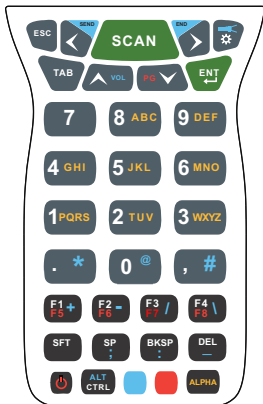 ESC SEND SCAN END
TAB VOL PG ENT
7 8 ABC 9 DEF
4 GHI 5 JKL 6 MNO
1 PQRS 2 TUV 3 WXYZ
. * 0 @ , #
F1 + F2 - F3 / F4 \
F5 F6 F7 F8
SFT SP BKSP DEL
; : _
ALT ALPHA
CTRL